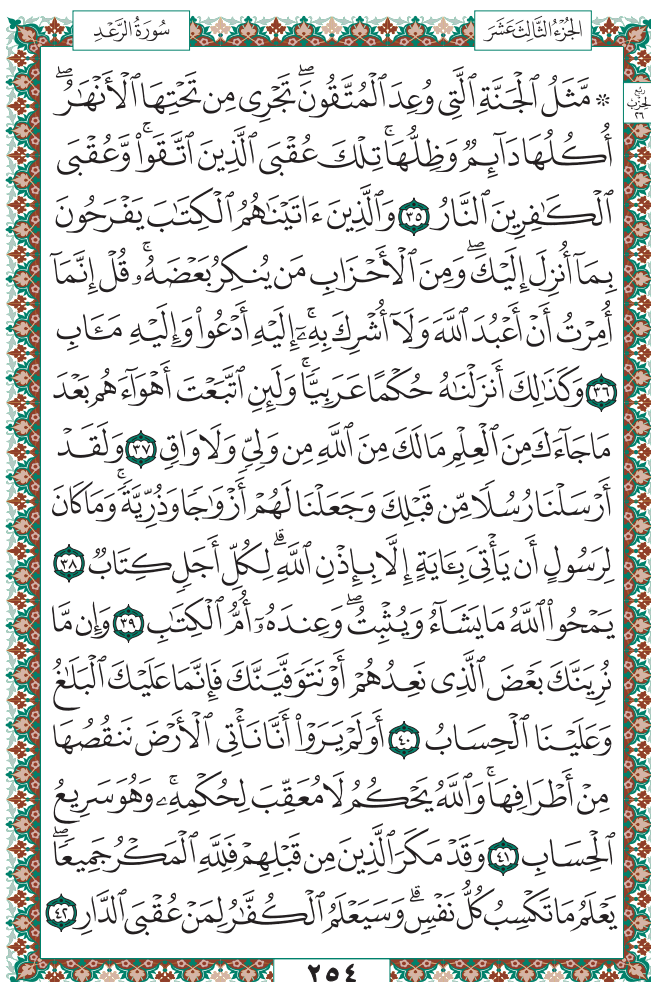 سُورَةُ الرَّعْدِ
الجُزْءُ الثَّالِثَ عَشَرَ
ربع
الحزب
٢٦
۞ مَّثَلُ ٱلْجَنَّةِ ٱلَّتِى وُعِدَ ٱلْمُتَّقُونَۖ تَجْرِى مِن تَحْتِهَا ٱلْأَنْهَٰرُۖ
أُكُلُهَا دَآئِمٌ وَظِلُّهَاۚ تِلْكَ عُقْبَى ٱلَّذِينَ ٱتَّقَوا۟ۚ وَّعُقْبَى
ٱلْكَٰفِرِينَ ٱلنَّارُ ٣٥ وَٱلَّذِينَ ءَاتَيْنَٰهُمُ ٱلْكِتَٰبَ يَفْرَحُونَ
بِمَآ أُنزِلَ إِلَيْكَۖ وَمِنَ ٱلْأَحْزَابِ مَن يُنكِرُ بَعْضَهُۥۚ قُلْ إِنَّمَآ
أُمِرْتُ أَنْ أَعْبُدَ ٱللَّهَ وَلَآ أُشْرِكَ بِهِۦٓۚ إِلَيْهِ أَدْعُوا۟ وَإِلَيْهِ مَـَٔابِ
٣٦ وَكَذَٰلِكَ أَنزَلْنَٰهُ حُكْمًا عَرَبِيًّاۚ وَلَئِنِ ٱتَّبَعْتَ أَهْوَآءَهُم بَعْدَ
مَا جَآءَكَ مِنَ ٱلْعِلْمِ مَا لَكَ مِنَ ٱللَّهِ مِن وَلِىٍّ وَلَا وَاقٍ ٣٧ وَلَقَدْ
أَرْسَلْنَا رُسُلًا مِّن قَبْلِكَ وَجَعَلْنَا لَهُمْ أَزْوَٰجًا وَذُرِّيَّةًۚ وَمَا كَانَ
لِرَسُولٍ أَن يَأْتِىَ بِـَٔايَةٍ إِلَّا بِإِذْنِ ٱللَّهِۗ لِكُلِّ أَجَلٍ كِتَابٌ ٣٨
يَمْحُوا۟ ٱللَّهُ مَا يَشَآءُ وَيُثْبِتُۖ وَعِندَهُۥٓ أُمُّ ٱلْكِتَٰبِ ٣٩ وَإِن مَّا
نُرِيَنَّكَ بَعْضَ ٱلَّذِى نَعِدُهُمْ أَوْ نَتَوَفَّيَنَّكَ فَإِنَّمَا عَلَيْكَ ٱلْبَلَٰغُ
وَعَلَيْنَا ٱلْحِسَابُ ٤٠ أَوَلَمْ يَرَوْا۟ أَنَّا نَأْتِى ٱلْأَرْضَ نَنقُصُهَا
مِنْ أَطْرَافِهَاۚ وَٱللَّهُ يَحْكُمُ لَا مُعَقِّبَ لِحُكْمِهِۦۚ وَهُوَ سَرِيعُ
ٱلْحِسَابِ ٤١ وَقَدْ مَكَرَ ٱلَّذِينَ مِن قَبْلِهِمْ فَلِلَّهِ ٱلْمَكْرُ جَمِيعًاۖ
يَعْلَمُ مَا تَكْسِبُ كُلُّ نَفْسٍۗ وَسَيَعْلَمُ ٱلْكُفَّٰرُ لِمَنْ عُقْبَى ٱلدَّارِ ٤٢
٢٥٤